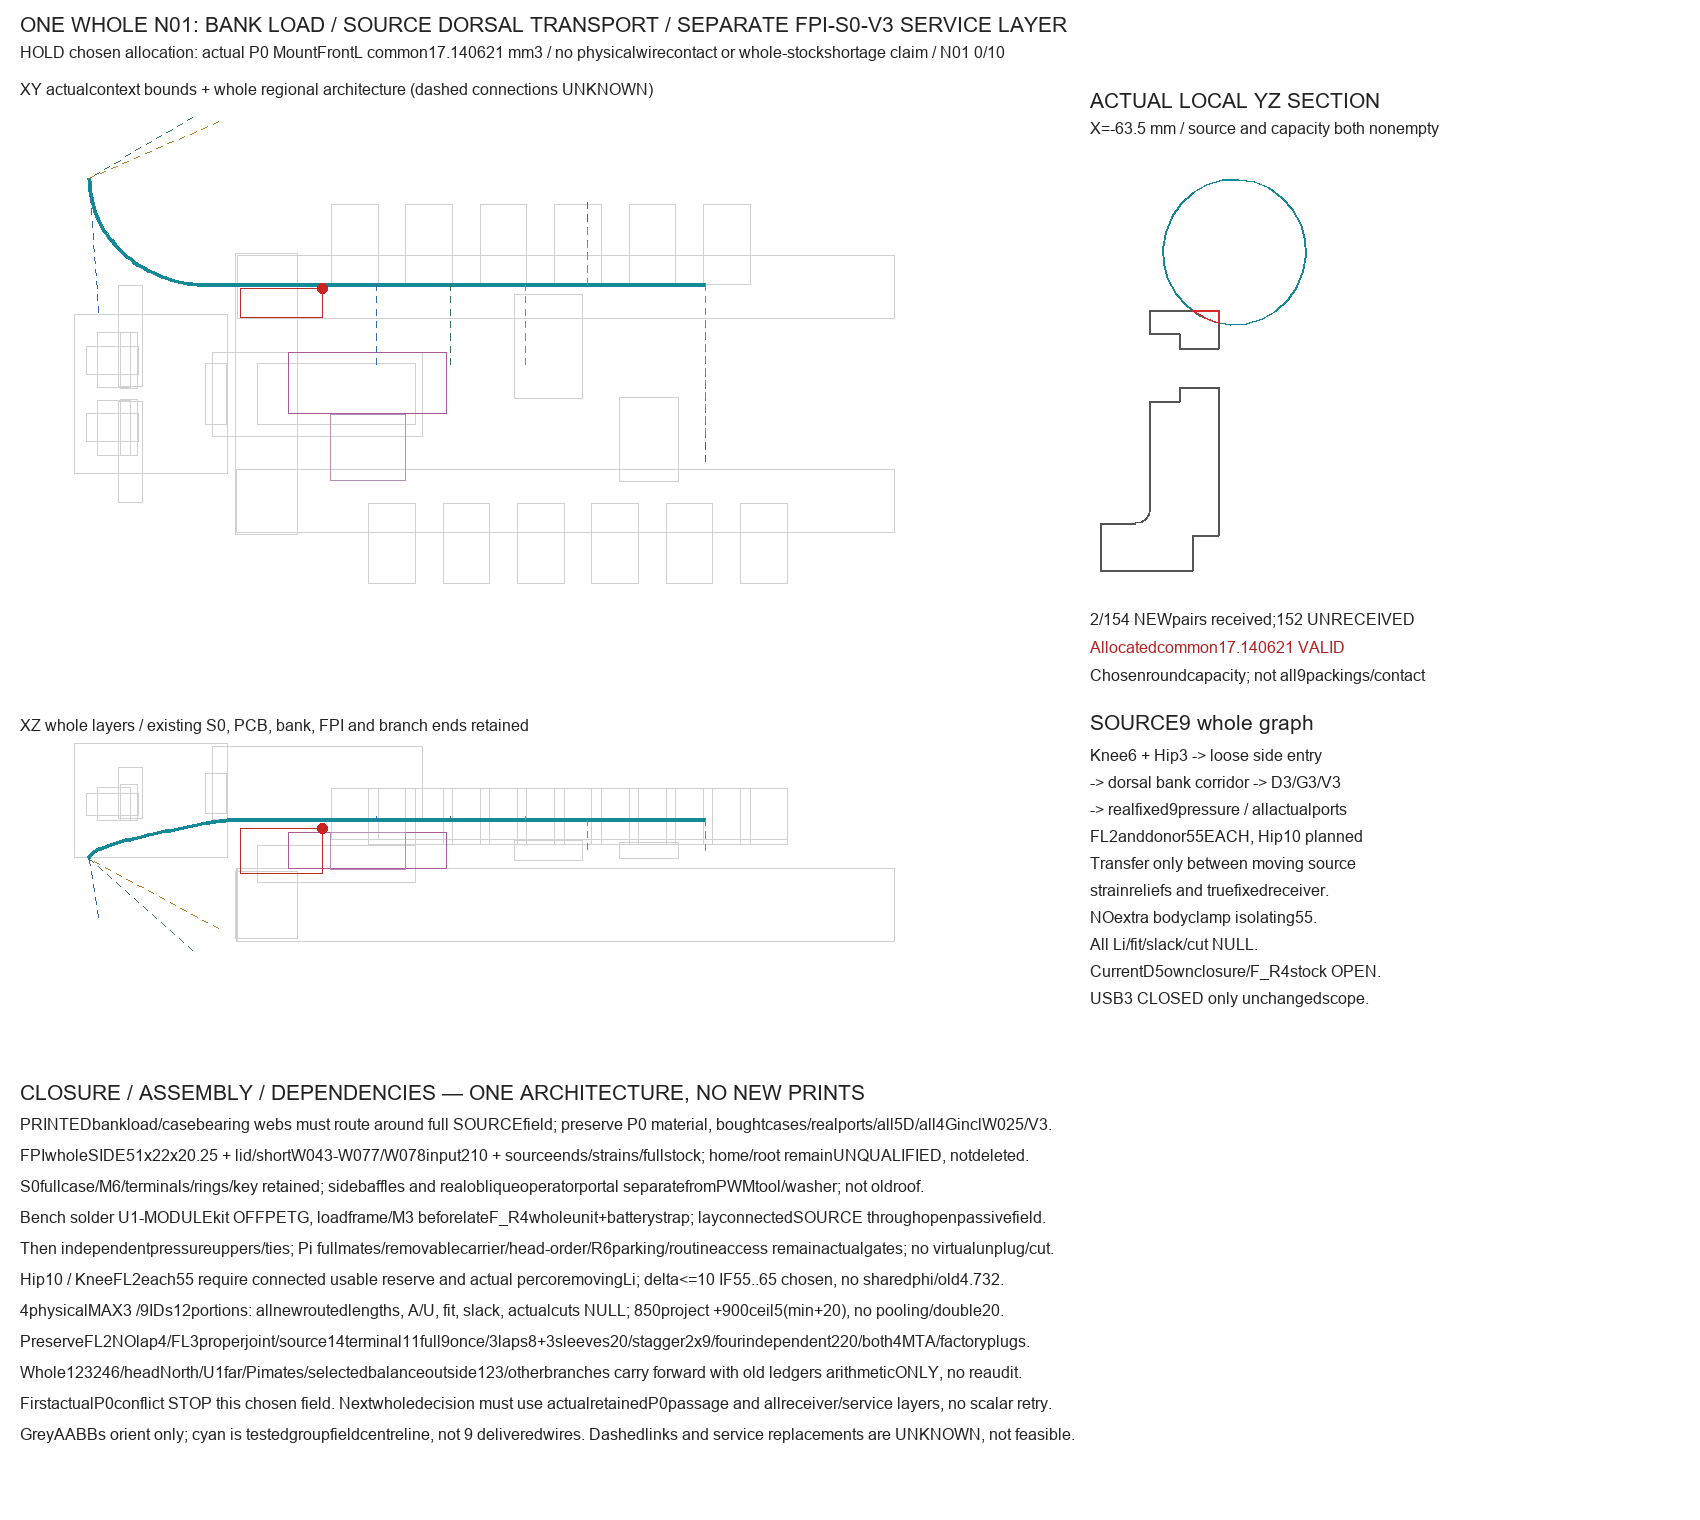 ONE WHOLE N01: BANK LOAD / SOURCE DORSAL TRANSPORT / SEPARATE FPI-S0-V3 SERVICE LAYER
HOLD chosen allocation: actual P0 MountFrontL common17.140621 mm3 / no physicalwirecontact or whole-stockshortage claim / N01 0/10
XY actualcontext bounds + whole regional architecture (dashed connections UNKNOWN)
ACTUAL LOCAL YZ SECTION
X=-63.5 mm / source and capacity both nonempty
2/154 NEWpairs received;152 UNRECEIVED
Allocatedcommon17.140621 VALID
Chosenroundcapacity; not all9packings/contact
XZ whole layers / existing S0, PCB, bank, FPI and branch ends retained
SOURCE9 whole graph
Knee6 + Hip3 -> loose side entry
-> dorsal bank corridor -> D3/G3/V3
-> realfixed9pressure / allactualports
FL2anddonor55EACH, Hip10 planned
Transfer only between moving source
strainreliefs and truefixedreceiver.
NOextra bodyclamp isolating55.
All Li/fit/slack/cut NULL.
CurrentD5ownclosure/F_R4stock OPEN.
USB3 CLOSED only unchangedscope.
CLOSURE / ASSEMBLY / DEPENDENCIES — ONE ARCHITECTURE, NO NEW PRINTS
PRINTEDbankload/casebearing webs must route around full SOURCEfield; preserve P0 material, boughtcases/realports/all5D/all4GinclW025/V3.
FPIwholeSIDE51x22x20.25 + lid/shortW043-W077/W078input210 + sourceends/strains/fullstock; home/root remainUNQUALIFIED, notdeleted.
S0fullcase/M6/terminals/rings/key retained; sidebaffles and realobliqueoperatorportal separatefromPWMtool/washer; not oldroof.
Bench solder U1-MODULEkit OFFPETG, loadframe/M3 beforelateF_R4wholeunit+batterystrap; layconnectedSOURCE throughopenpassivefield.
Then independentpressureuppers/ties; Pi fullmates/removablecarrier/head-order/R6parking/routineaccess remainactualgates; no virtualunplug/cut.
Hip10 / KneeFL2each55 require connected usable reserve and actual percoremovingLi; delta<=10 IF55..65 chosen, no sharedphi/old4.732.
4physicalMAX3 /9IDs12portions: allnewroutedlengths, A/U, fit, slack, actualcuts NULL; 850project +900ceil5(min+20), no pooling/double20.
PreserveFL2NOlap4/FL3properjoint/source14terminal11full9once/3laps8+3sleeves20/stagger2x9/fourindependent220/both4MTA/factoryplugs.
Whole123246/headNorth/U1far/Pimates/selectedbalanceoutside123/otherbranches carry forward with old ledgers arithmeticONLY, no reaudit.
FirstactualP0conflict STOP this chosen field. Nextwholedecision must use actualretainedP0passage and allreceiver/service layers, no scalar retry.
GreyAABBs orient only; cyan is testedgroupfieldcentreline, not 9 deliveredwires. Dashedlinks and service replacements are UNKNOWN, not feasible.